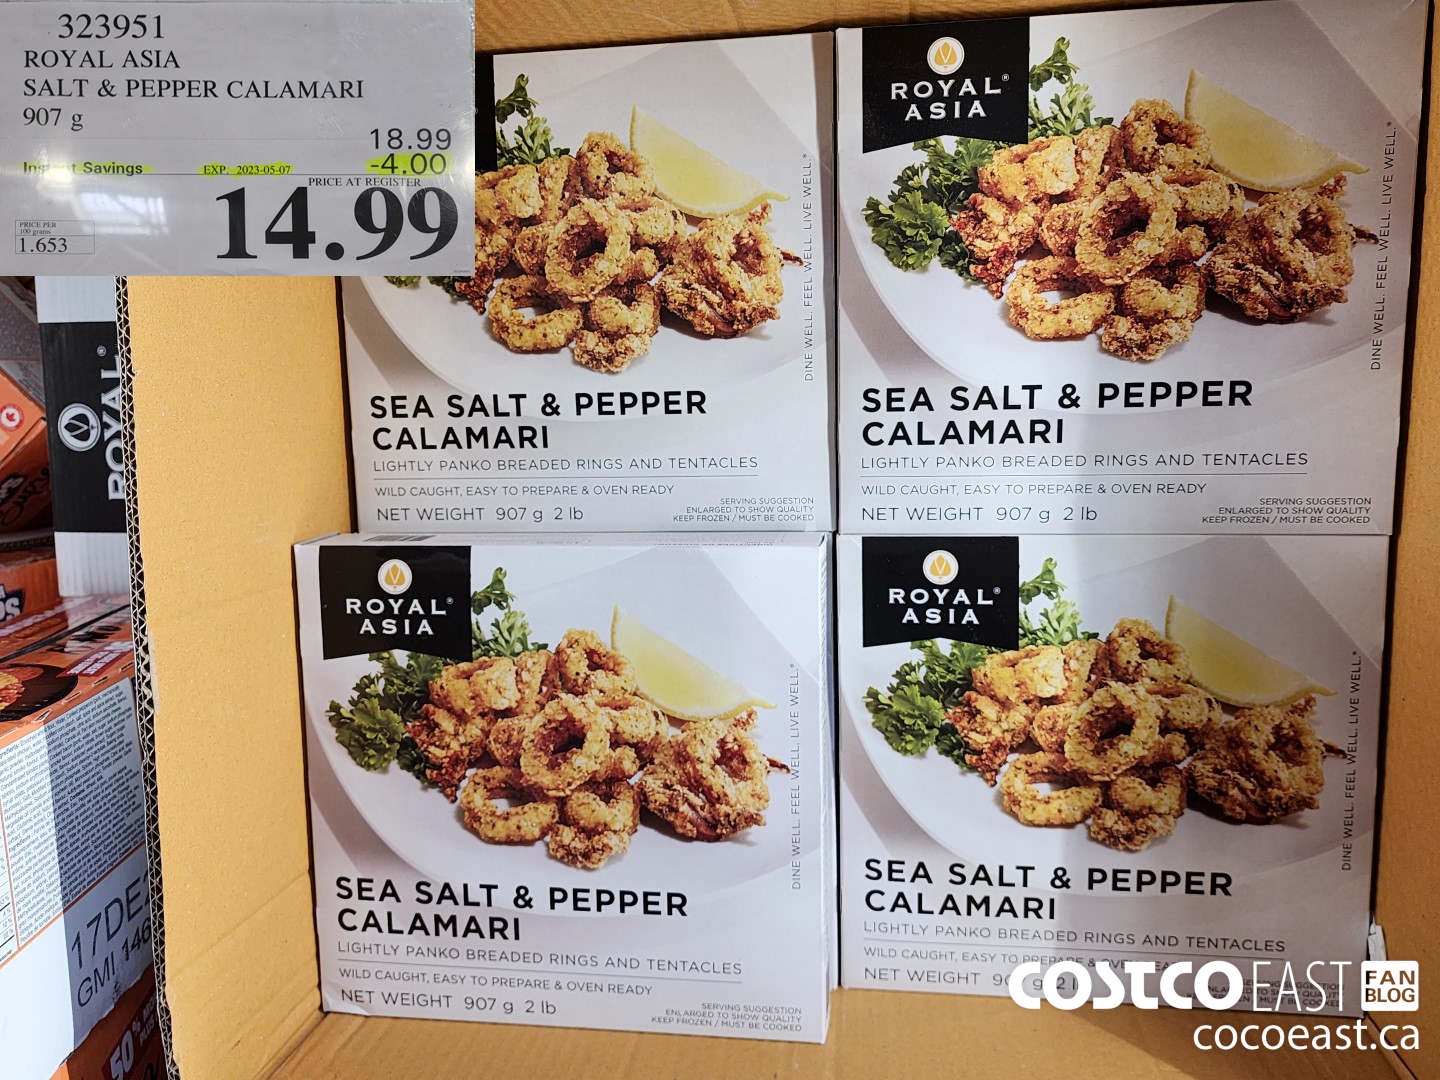 323951
ROYAL ASIA
SALT & PEPPER CALAMARI
907 g
18.99
Instant Savings EXP. 2023-05-07 -4.00
PRICE AT REGISTER
14.99
PRICE PER
100 grams
1.653
DINE WELL. FEEL WELL. LIVE WELL.*
SEA SALT & PEPPER
CALAMARI
LIGHTLY PANKO BREADED RINGS AND TENTACLES
WILD CAUGHT, EASY TO PREPARE & OVEN READY
NET WEIGHT 907 g 2 lb
SERVING SUGGESTION
ENLARGED TO SHOW QUALITY
KEEP FROZEN / MUST BE COOKED
ROYAL®
ASIA
DINE WELL. FEEL WELL. LIVE WELL.*
SEA SALT & PEPPER
CALAMARI
LIGHTLY PANKO BREADED RINGS AND TENTACLES
WILD CAUGHT, EASY TO PREPARE & OVEN READY
NET WEIGHT 907 g 2 lb
SERVING SUGGESTION
ENLARGED TO SHOW QUALITY
KEEP FROZEN / MUST BE COOKED
ROYAL®
ROYAL®
ASIA
DINE WELL. FEEL WELL. LIVE WELL.*
SEA SALT & PEPPER
CALAMARI
LIGHTLY PANKO BREADED RINGS AND TENTACLES
WILD CAUGHT, EASY TO PREPARE & OVEN READY
NET WEIGHT 907 g 2 lb
SERVING SUGGESTION
ENLARGED TO SHOW QUALITY
KEEP FROZEN / MUST BE COOKED
ROYAL®
ASIA
DINE WELL. FEEL WELL. LIVE WELL.*
SEA SALT & PEPPER
CALAMARI
LIGHTLY PANKO BREADED RINGS AND TENTACLES
WILD CAUGHT, EASY TO PREPARE
NET WEIGHT
17DE
GMI 146
50%
COSTCO EAST FAN BLOG
cocoeast.ca